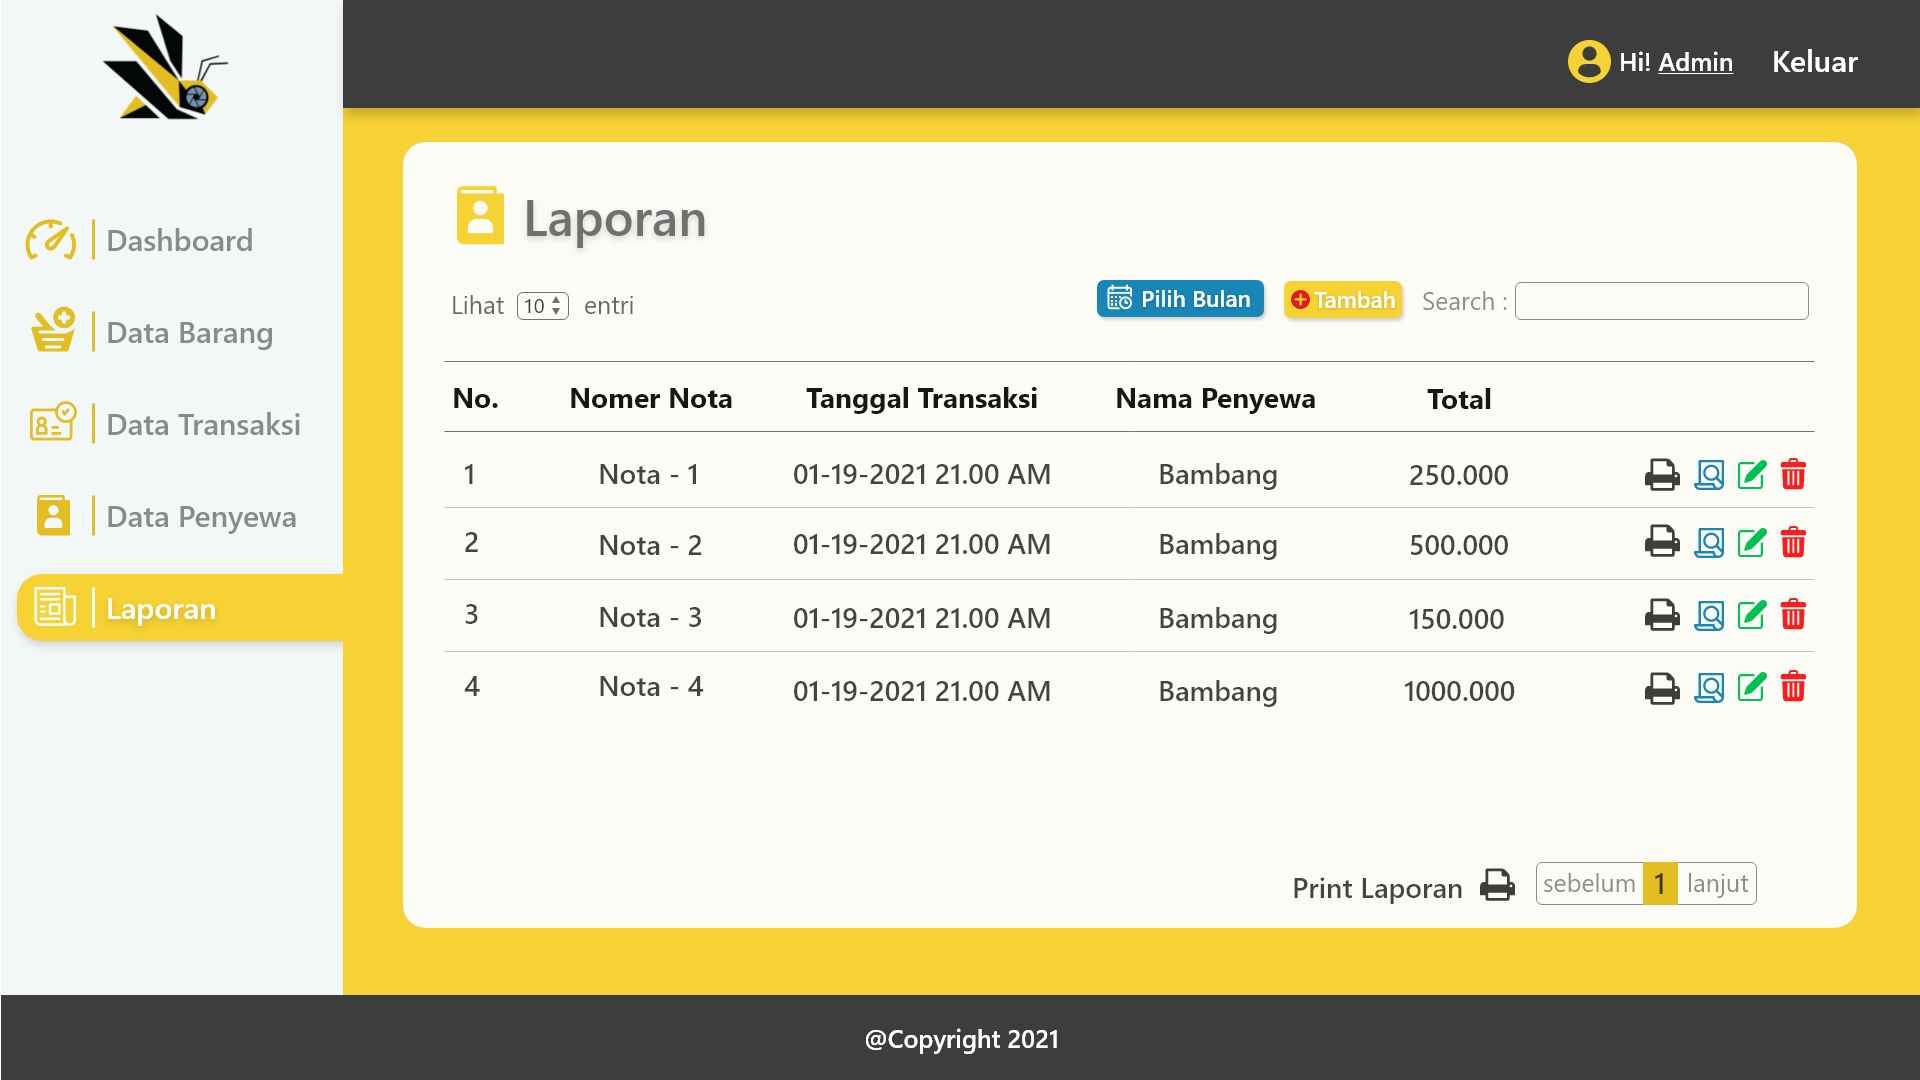 Hi! Admin Keluar
Dashboard
Data Barang
Data Transaksi
Data Penyewa
Laporan
Laporan
Lihat 10 entri Pilih Bulan Tambah Search :
No. Nomer Nota Tanggal Transaksi Nama Penyewa Total
1 Nota - 1 01-19-2021 21.00 AM Bambang 250.000
2 Nota - 2 01-19-2021 21.00 AM Bambang 500.000
3 Nota - 3 01-19-2021 21.00 AM Bambang 150.000
4 Nota - 4 01-19-2021 21.00 AM Bambang 1000.000
Print Laporan sebelum 1 lanjut
@Copyright 2021